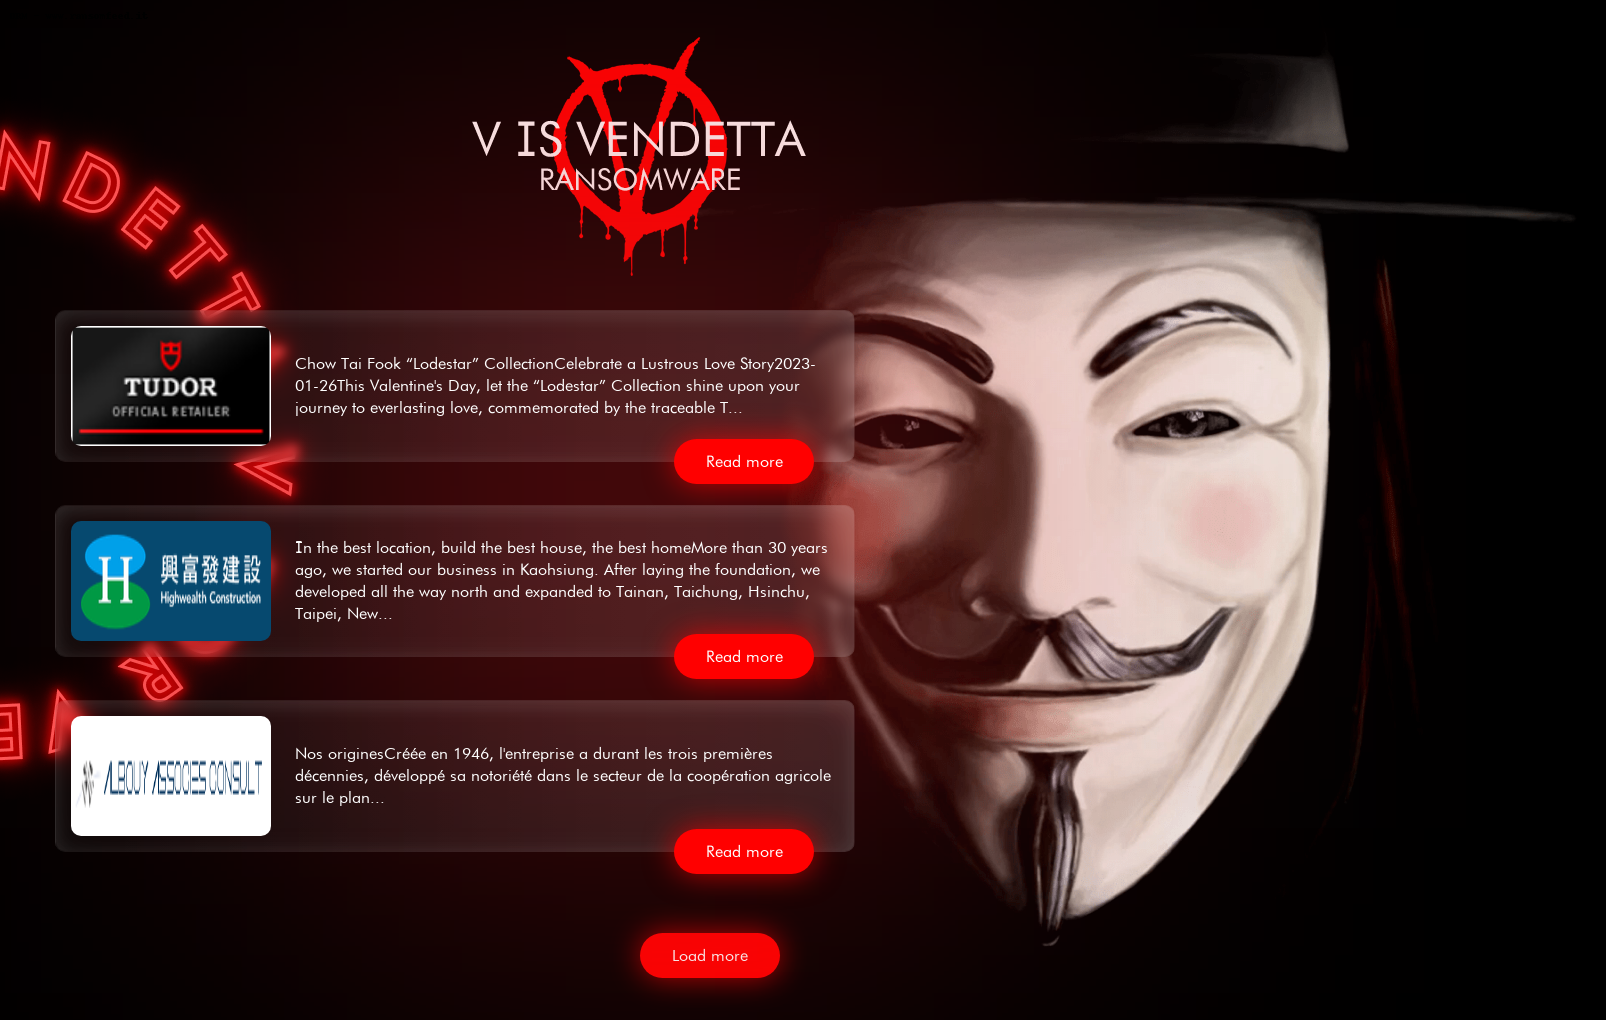 V IS VENDETTA
RANSOMWARE
NDETTA
V
R
TUDOR
OFFICIAL RETAILER
Chow Tai Fook “Lodestar” CollectionCelebrate a Lustrous Love Story2023-
01-26This Valentine's Day, let the “Lodestar” Collection shine upon your
journey to everlasting love, commemorated by the traceable T...
Read more
H 興富發建設
Highwealth Construction
In the best location, build the best house, the best homeMore than 30 years
ago, we started our business in Kaohsiung. After laying the foundation, we
developed all the way north and expanded to Tainan, Taichung, Hsinchu,
Taipei, New...
Read more
ALBOUY ASSOCIES CONSULT
Nos originesCréée en 1946, l'entreprise a durant les trois premières
décennies, développé sa notoriété dans le secteur de la coopération agricole
sur le plan...
Read more
Load more